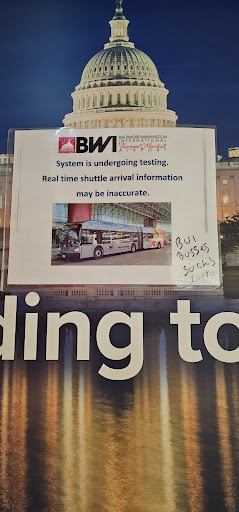 BWI
BALTIMORE/WASHINGTON
INTERNATIONAL
Thurgood Marshall
System is undergoing testing.
Real time shuttle arrival information
may be inaccurate.
BWI
BUSSES
SUCKS
ding to